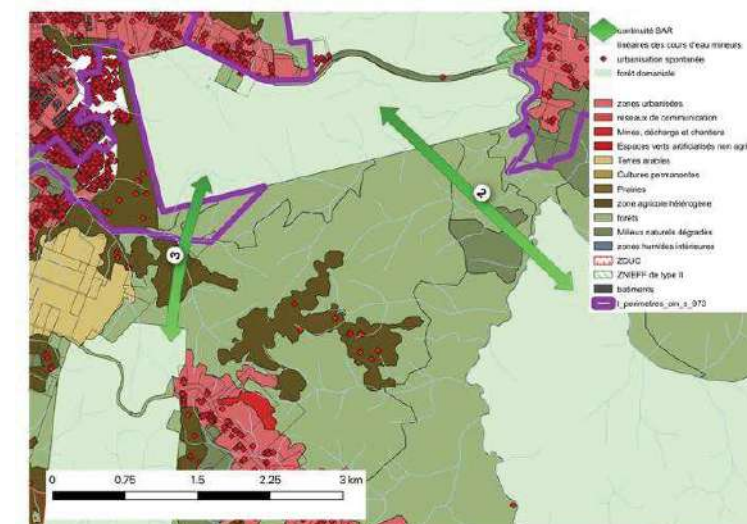 continuité BAR
linéaires des cours d'eau mineurs
urbanisation spontanée
forêt domaniale
zones urbanisées
réseaux de communication
Mines, décharge et chantiers
Espaces verts artificialisés non agri
Terres arables
Cultures permanentes
Prairies
zone agricole hétérogène
forêts
Milieux naturels dégradés
zones humides intérieures
ZDUC
ZNIEFF de type II
batiments
2
3
0 0.75 1.5 2.25 3 km